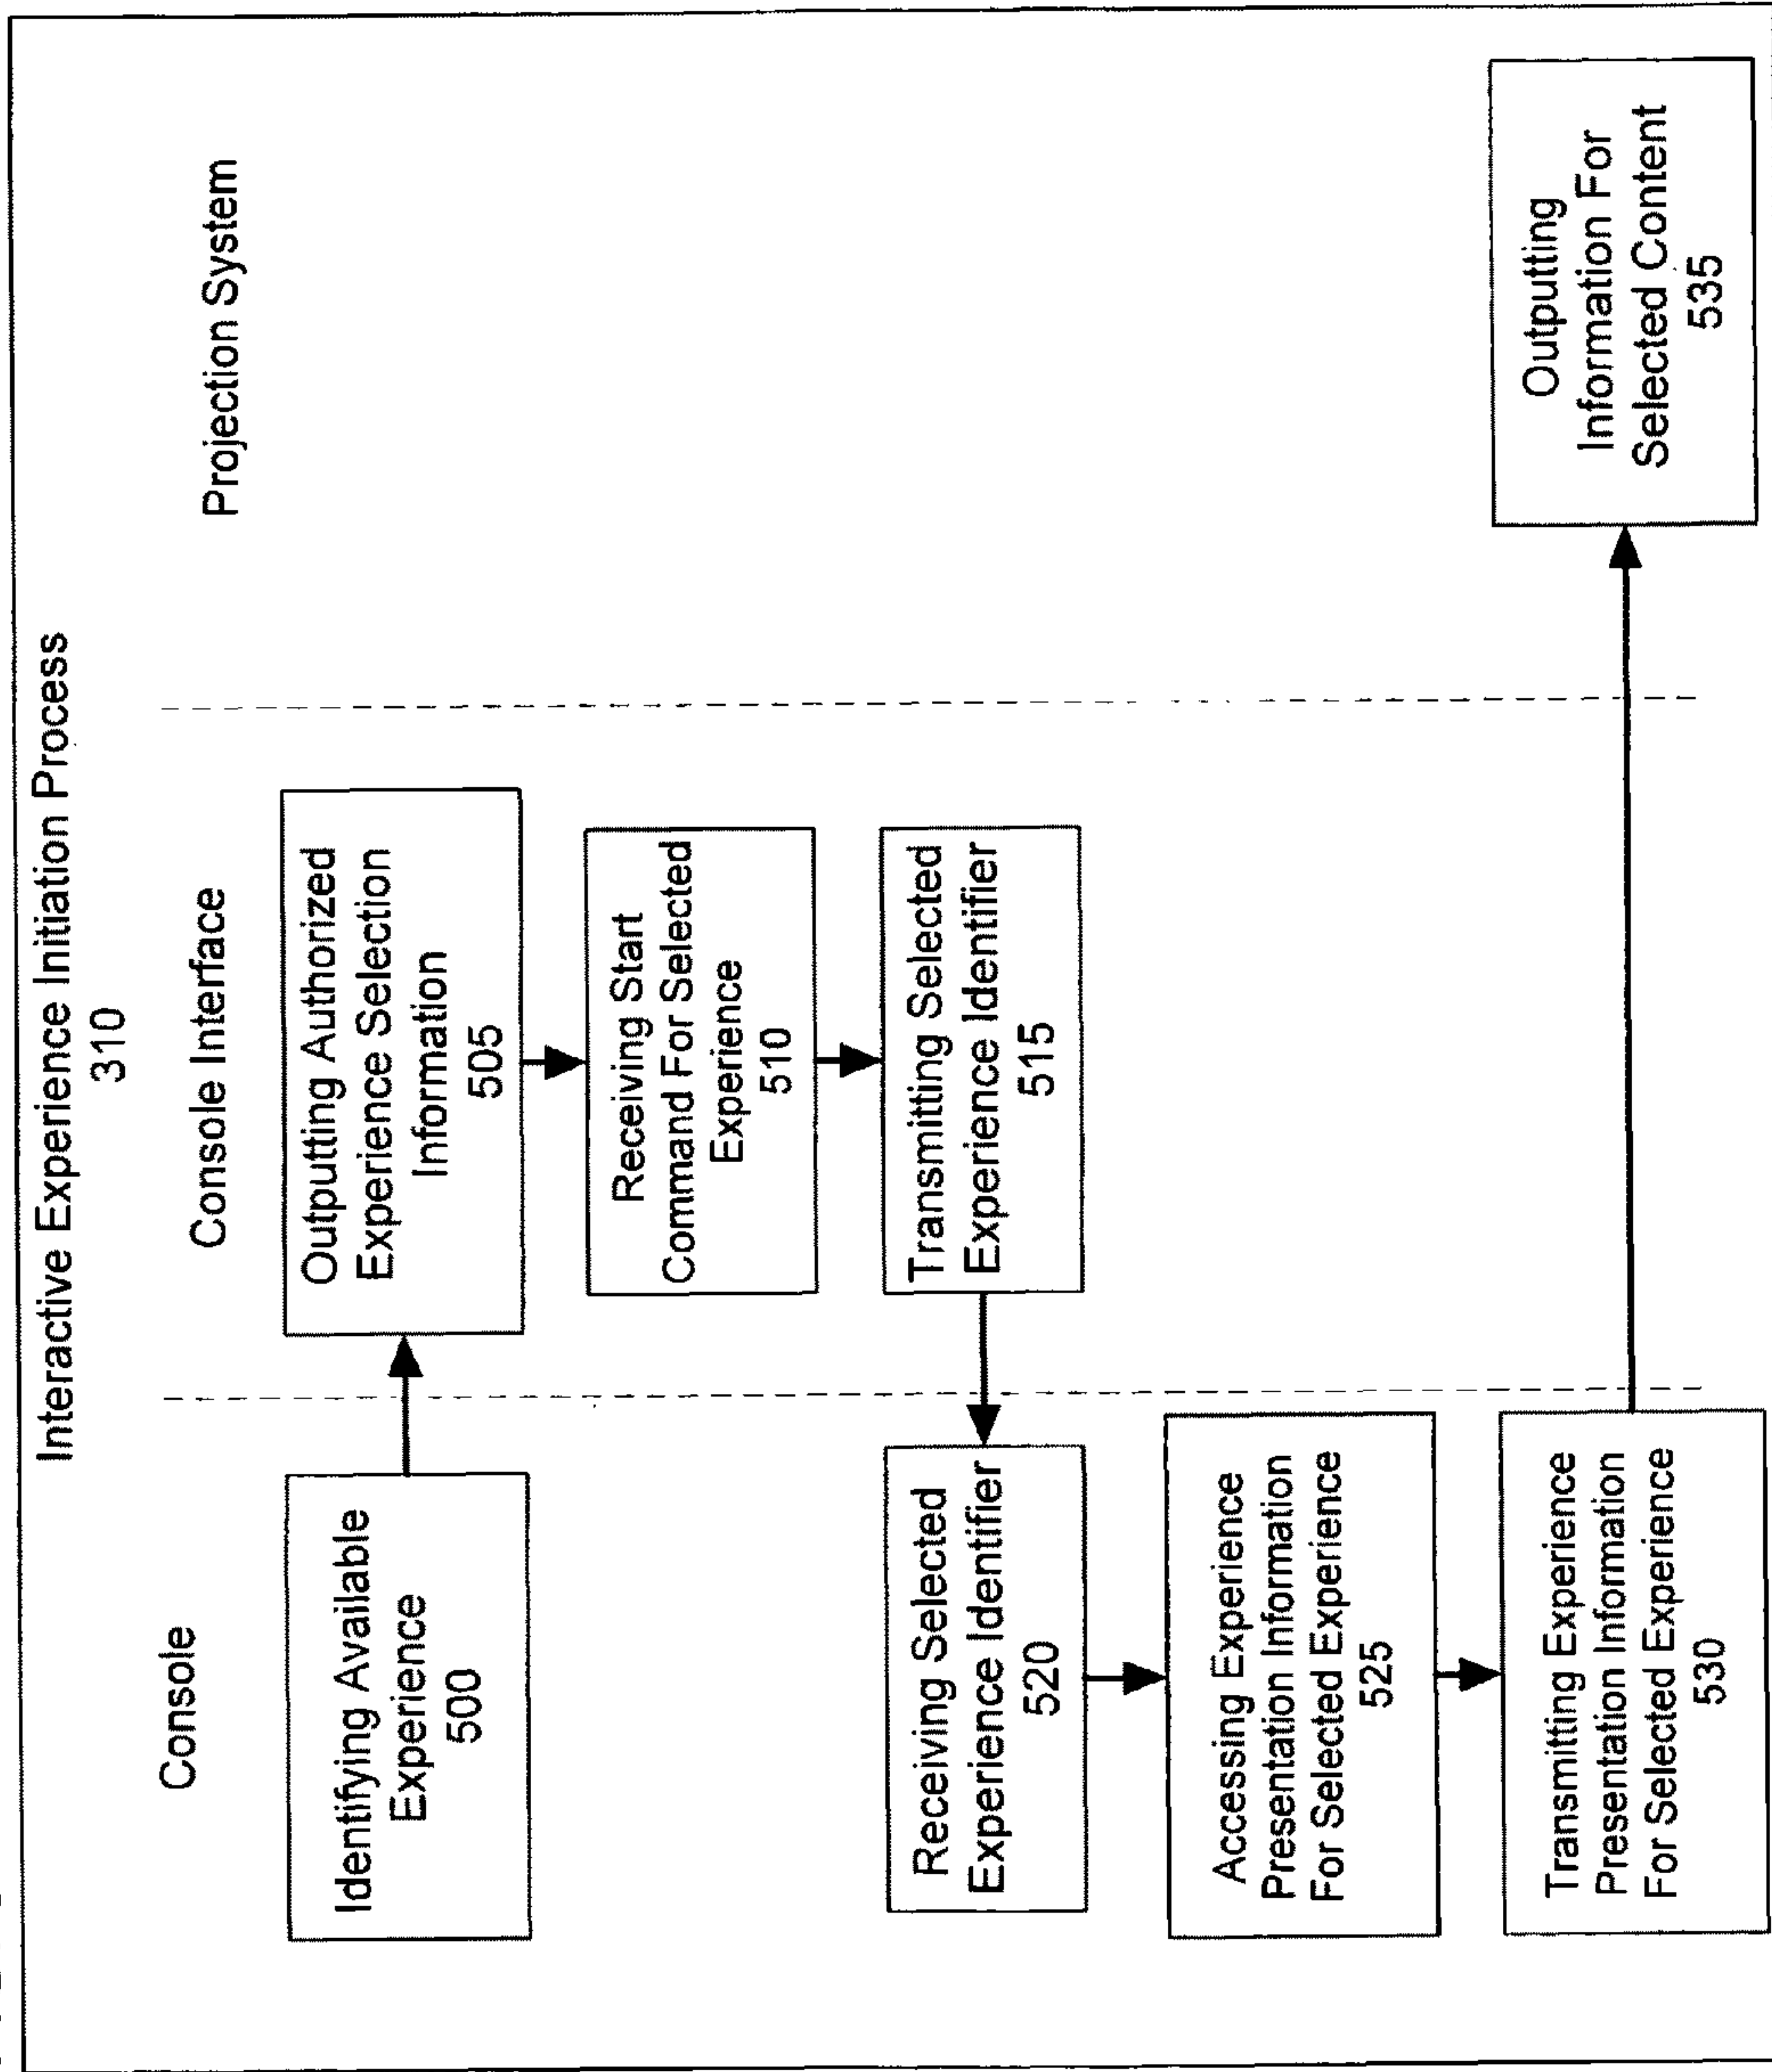 Interactive Experience Initiation Process
310
Console
Console Interface
Projection System
Identifying Available
Experience
500
Outputting Authorized
Experience Selection
Information
505
Receiving Start
Command For Selected
Experience
510
Transmitting Selected
Experience Identifier
515
Receiving Selected
Experience Identifier
520
Accessing Experience
Presentation Information
For Selected Experience
525
Transmitting Experience
Presentation Information
For Selected Experience
530
Outputting
Information For
Selected Content
535